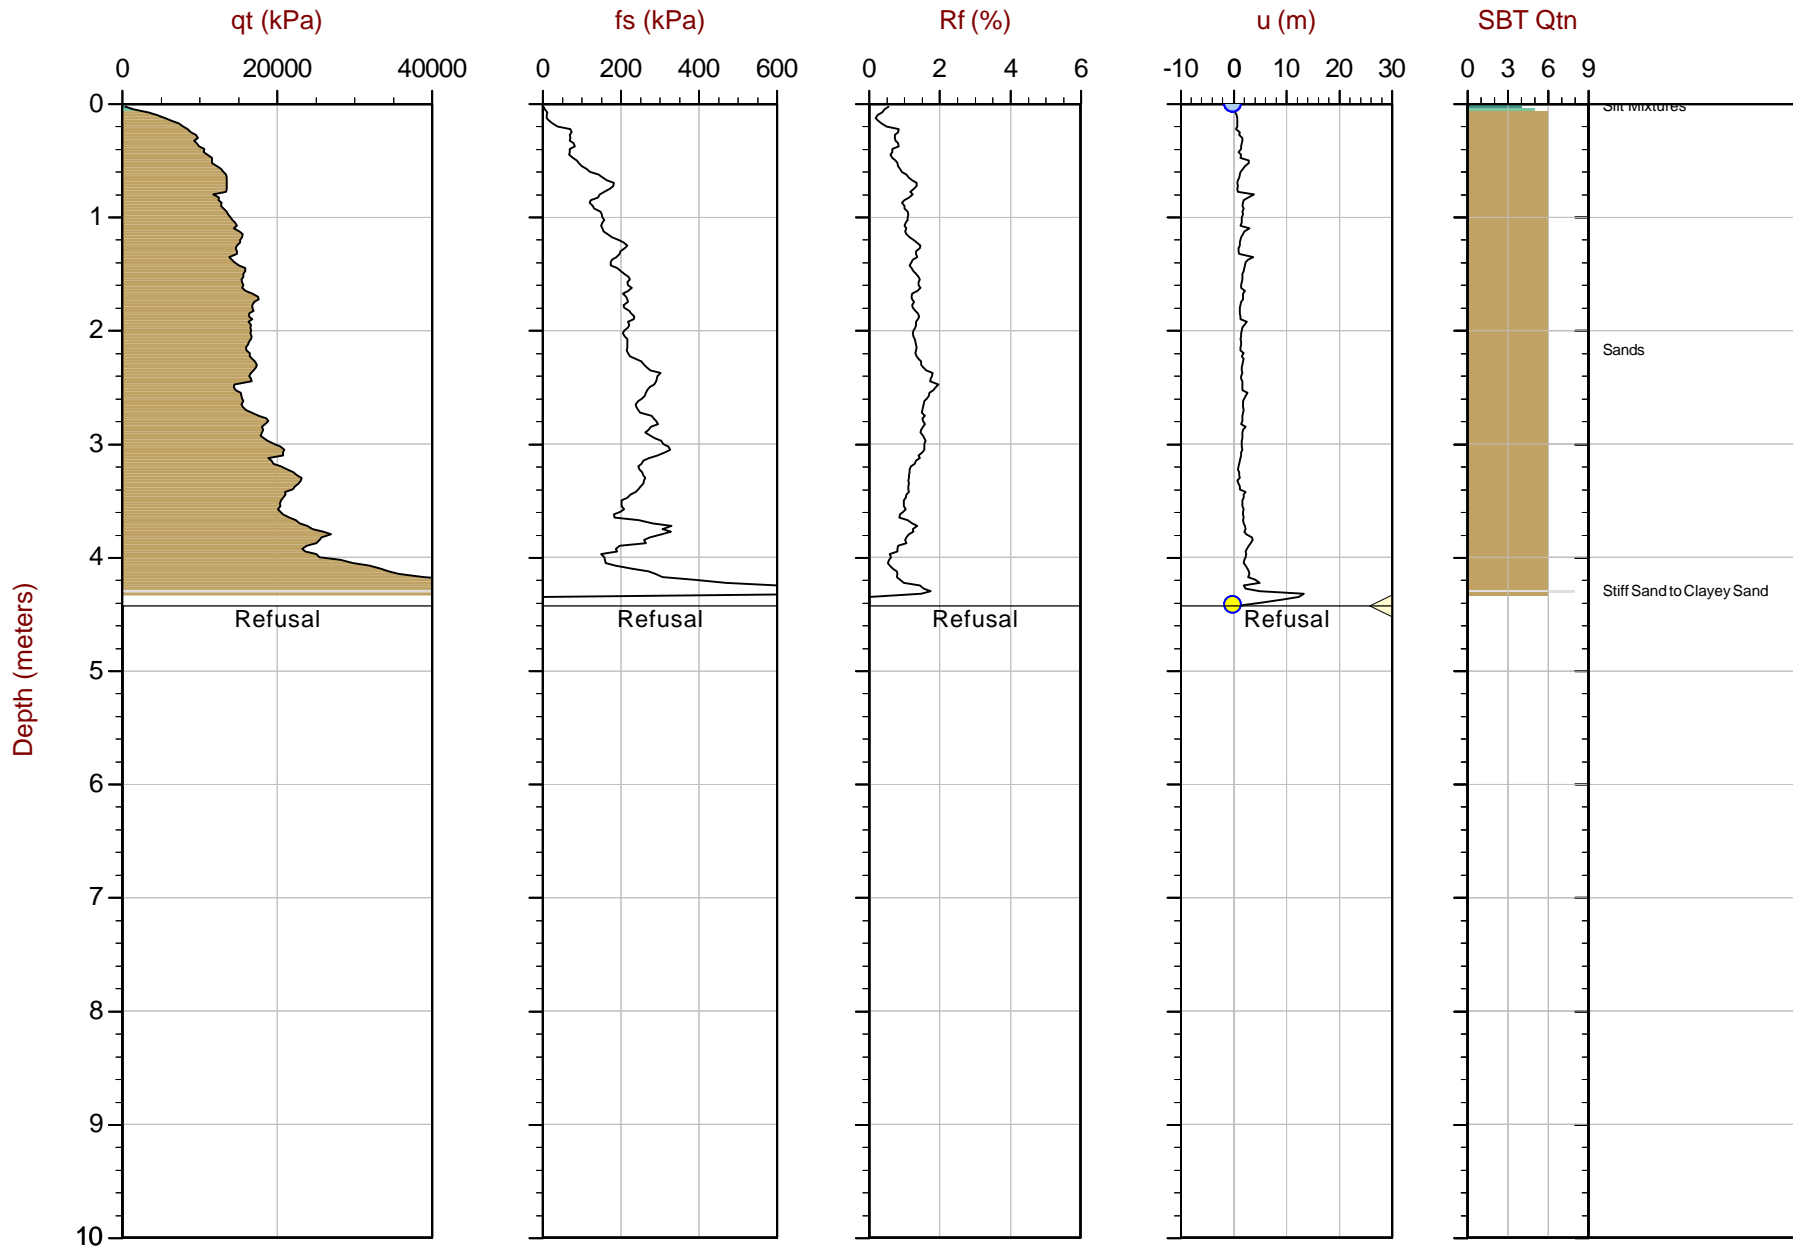 qt (kPa) fs (kPa) Rf (%) u (m) SBT Qtn
0 20000 40000 0 200 400 600 0 2 4 6 -10 0 10 20 30 0 3 6 9
0
Silt Mixtures
1
2
Sands
3
4
Stiff Sand to Clayey Sand
Refusal Refusal Refusal Refusal
5
Depth (meters)
6
7
8
9
10